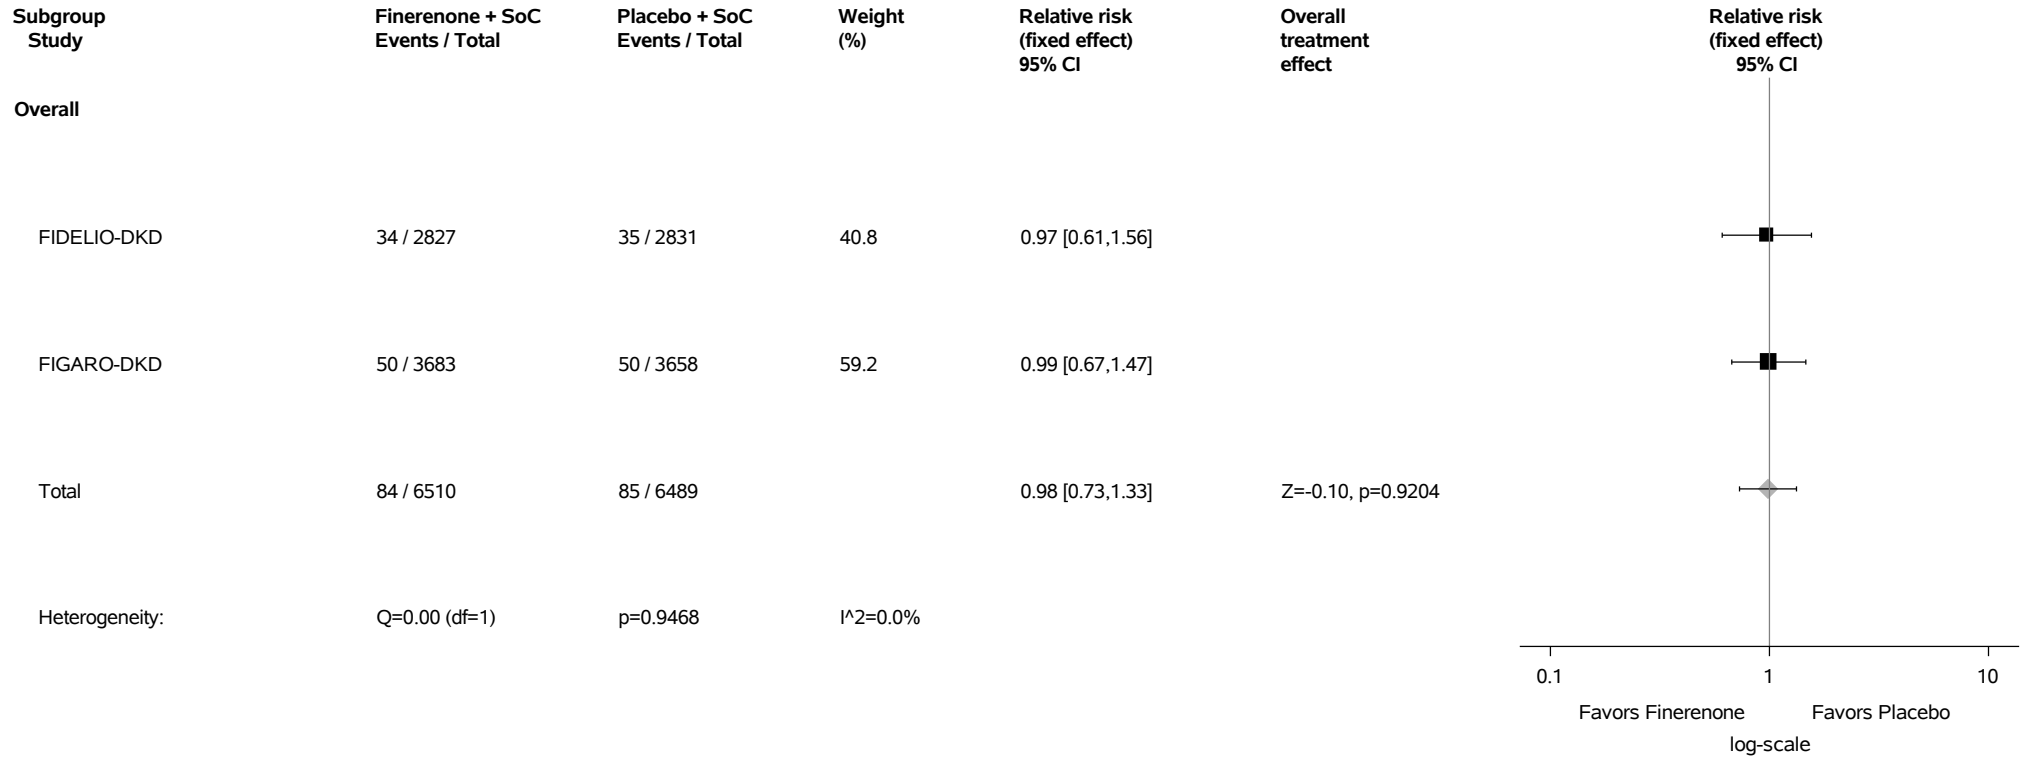 Subgroup Finerenone + SoC Placebo + SoC Weight Relative risk Overall Relative risk
Study Events / Total Events / Total (%) (fixed effect) treatment (fixed effect)
95% CI effect 95% CI
Overall
FIDELIO-DKD 34 / 2827 35 / 2831 40.8 0.97 [0.61,1.56]
FIGARO-DKD 50 / 3683 50 / 3658 59.2 0.99 [0.67,1.47]
Total 84 / 6510 85 / 6489 0.98 [0.73,1.33] Z=-0.10, p=0.9204
Heterogeneity: Q=0.00 (df=1) p=0.9468 I^2=0.0%
0.1 1 10
Favors Finerenone Favors Placebo
log-scale